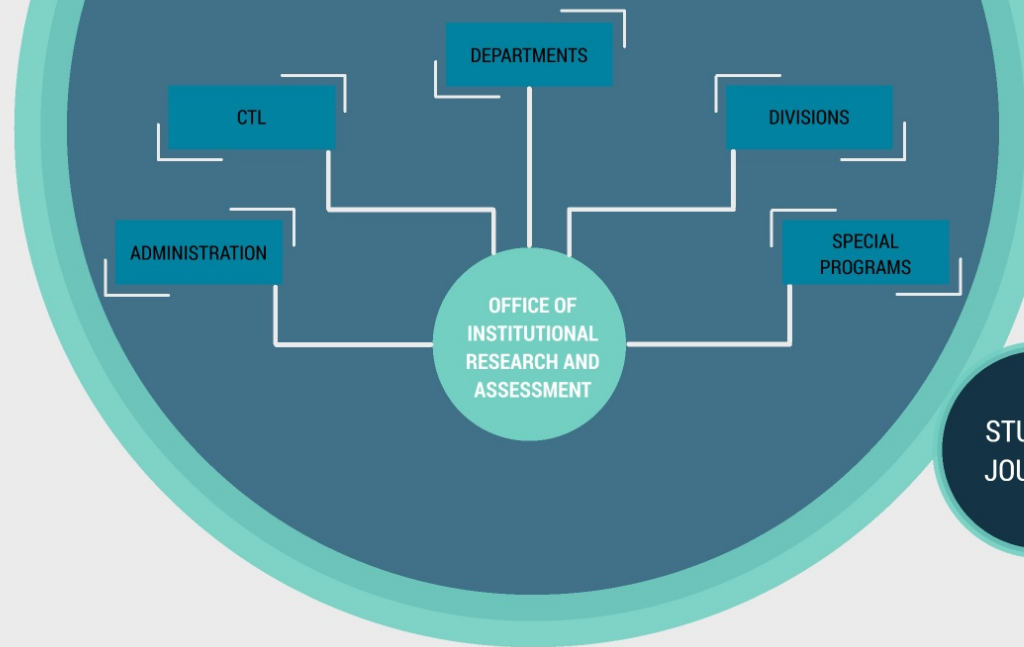 DEPARTMENTS
CTL
DIVISIONS
ADMINISTRATION
SPECIAL
PROGRAMS
OFFICE OF
INSTITUTIONAL
RESEARCH AND
ASSESSMENT